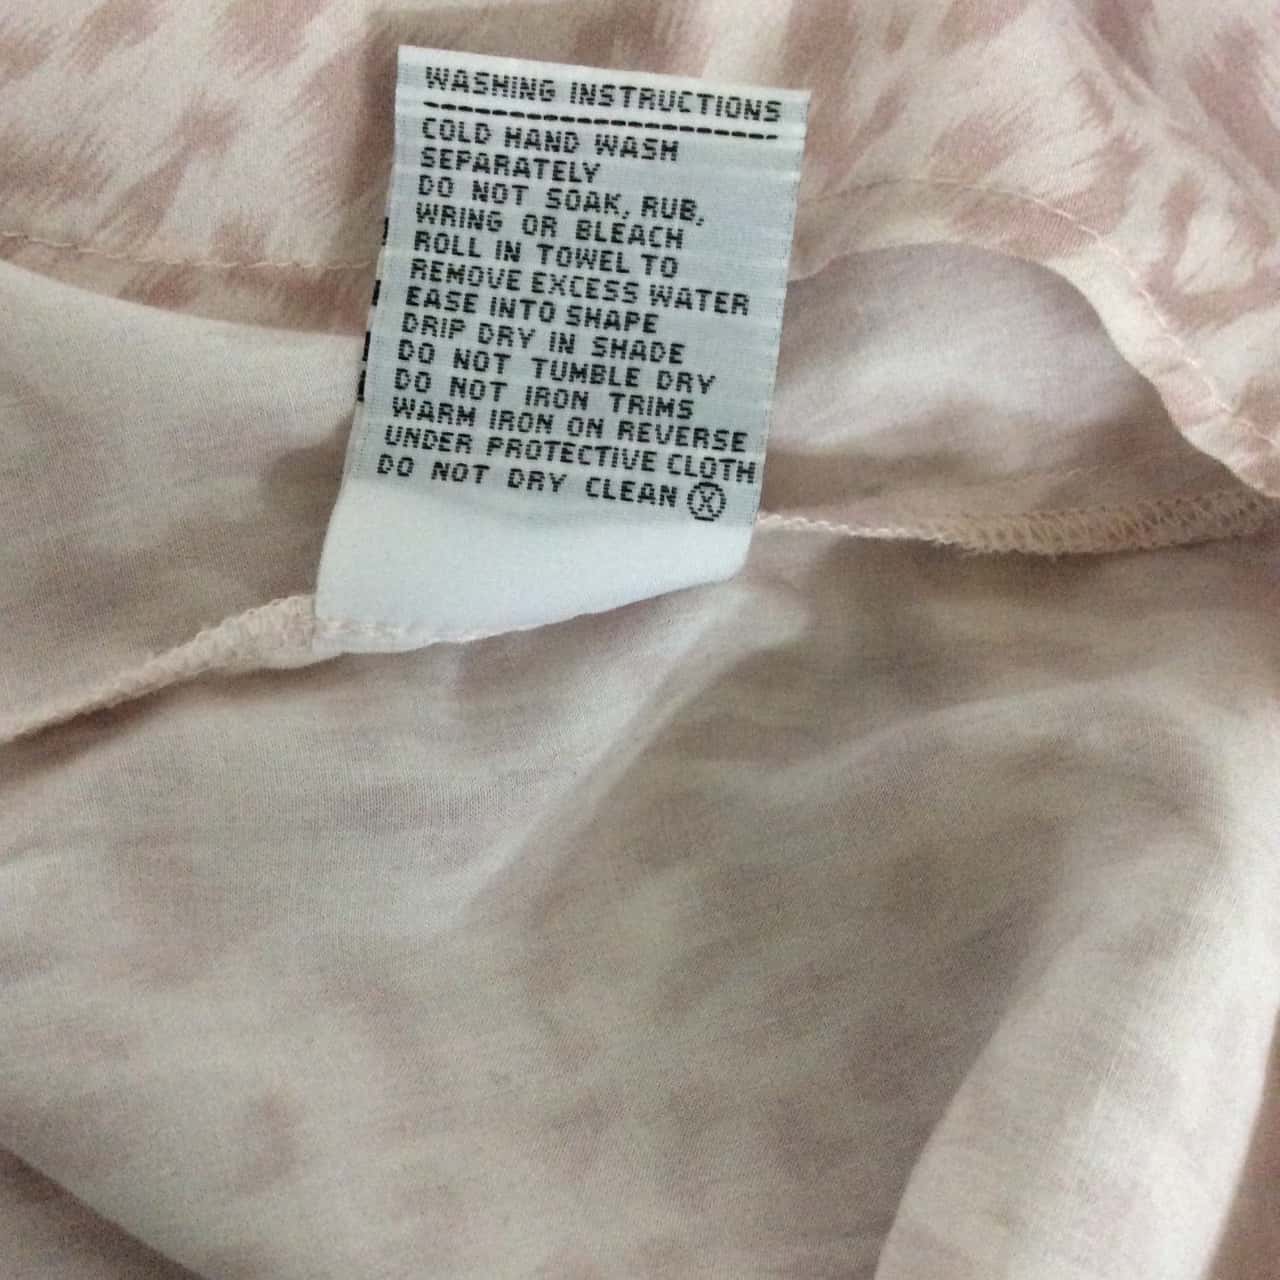 WASHING INSTRUCTIONS
COLD HAND WASH
SEPARATELY
DO NOT SOAK, RUB,
WRING OR BLEACH
ROLL IN TOWEL TO
REMOVE EXCESS WATER
EASE INTO SHAPE
DRIP DRY IN SHADE
DO NOT TUMBLE DRY
DO NOT IRON TRIMS
WARM IRON ON REVERSE
UNDER PROTECTIVE CLOTH
DO NOT DRY CLEAN Ⓧ